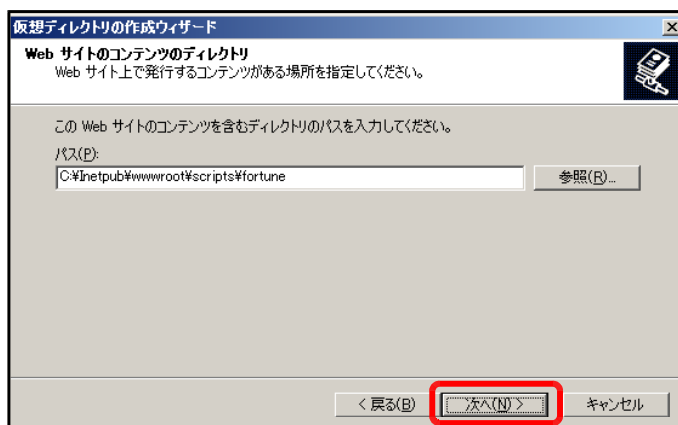 仮想ディレクトリの作成ウィザード
Web サイトのコンテンツのディレクトリ
Web サイト上で発行するコンテンツがある場所を指定してください。
この Web サイトのコンテンツを含むディレクトリのパスを入力してください。
パス(P):
C:¥Inetpub¥wwwroot¥scripts¥fortune
参照(R)...
< 戻る(B)
次へ(N) >
キャンセル